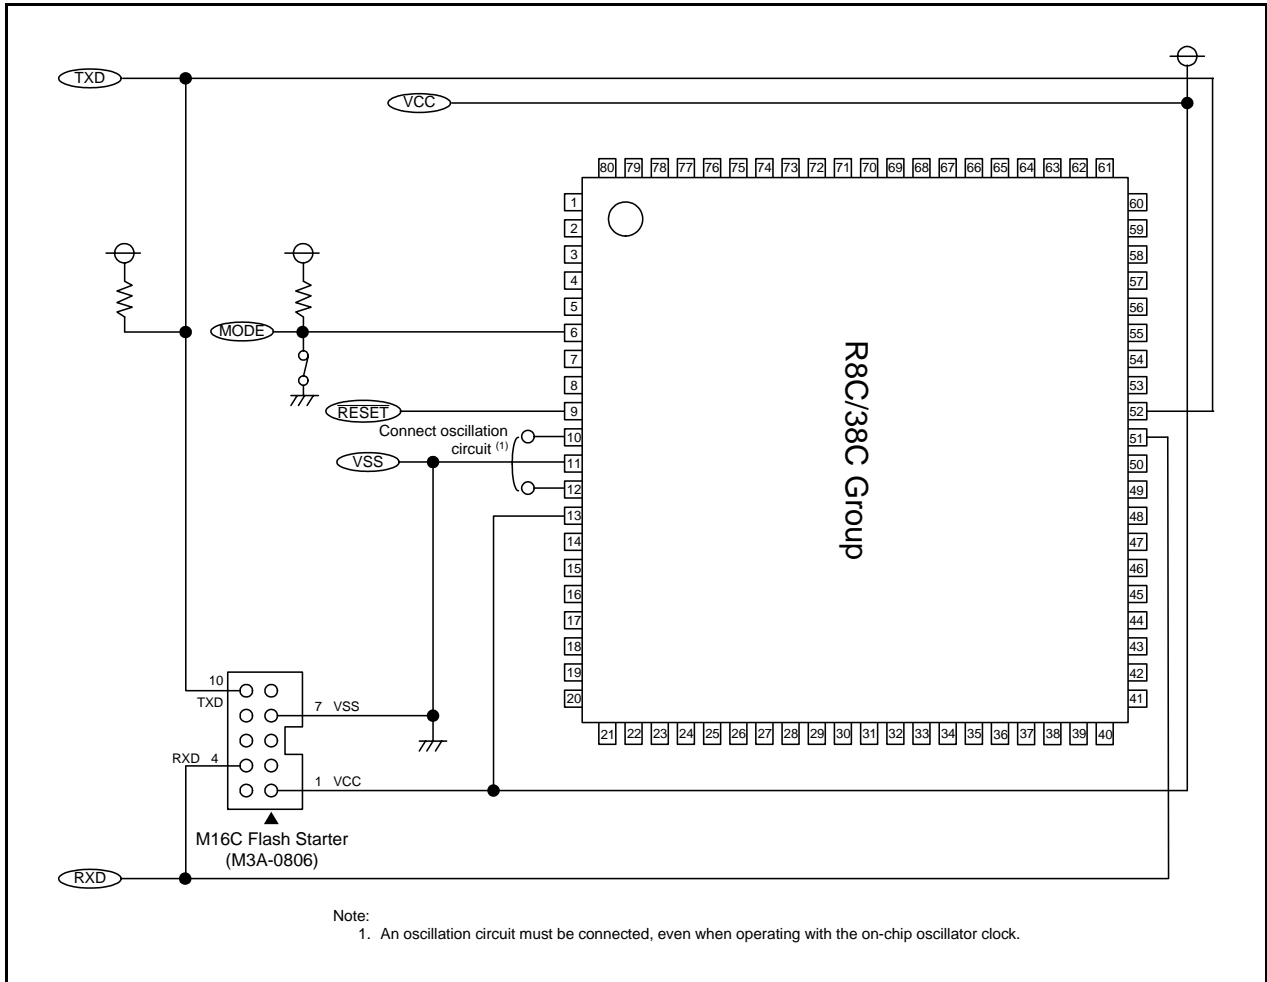 TXD
VCC
80 79 78 77 76 75 74 73 72 71 70 69 68 67 66 65 64 63 62 61
1
2
3
4
5
6
7
8
9
10
11
12
13
14
15
16
17
18
19
20
60
59
58
57
56
55
54
53
52
51
50
49
48
47
46
45
44
43
42
41
R8C/38C Group
MODE
RESET
Connect oscillation
circuit (1)
VSS
10
TXD
7 VSS
RXD 4
1 VCC
21 22 23 24 25 26 27 28 29 30 31 32 33 34 35 36 37 38 39 40
M16C Flash Starter
(M3A-0806)
RXD
Note:
1. An oscillation circuit must be connected, even when operating with the on-chip oscillator clock.